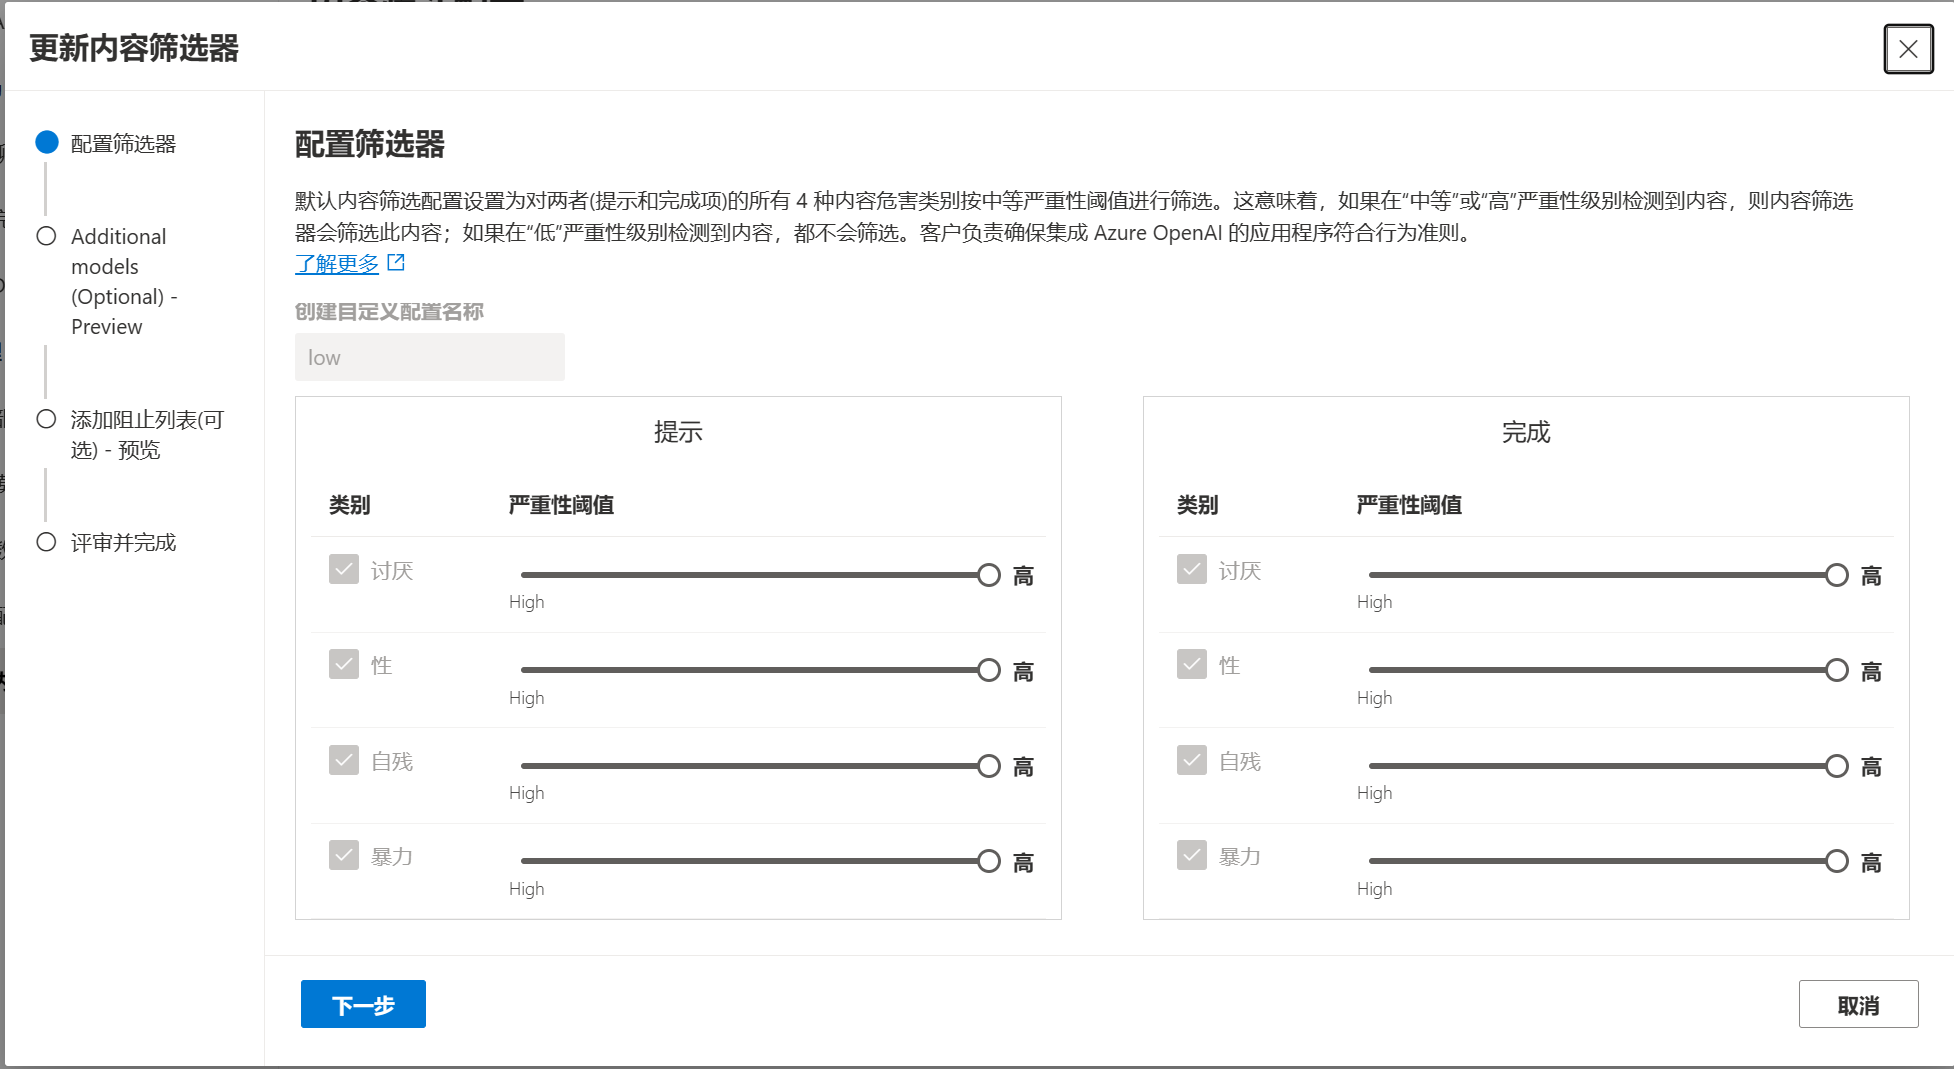 更新内容筛选器
配置筛选器
Additional
models
(Optional) -
Preview
添加阻止列表(可
选) - 预览
评审并完成
配置筛选器
默认内容筛选配置设置为对两者(提示和完成项)的所有 4 种内容危害类别按中等严重性阈值进行筛选。这意味着，如果在“中等”或“高”严重性级别检测到内容，则内容筛选
器会筛选此内容；如果在“低”严重性级别检测到内容，都不会筛选。客户负责确保集成 Azure OpenAI 的应用程序符合行为准则。
了解更多
创建自定义配置名称
low
提示
类别 严重性阈值
讨厌 高
High
性 高
High
自残 高
High
暴力 高
High
完成
类别 严重性阈值
讨厌 高
High
性 高
High
自残 高
High
暴力 高
High
下一步
取消